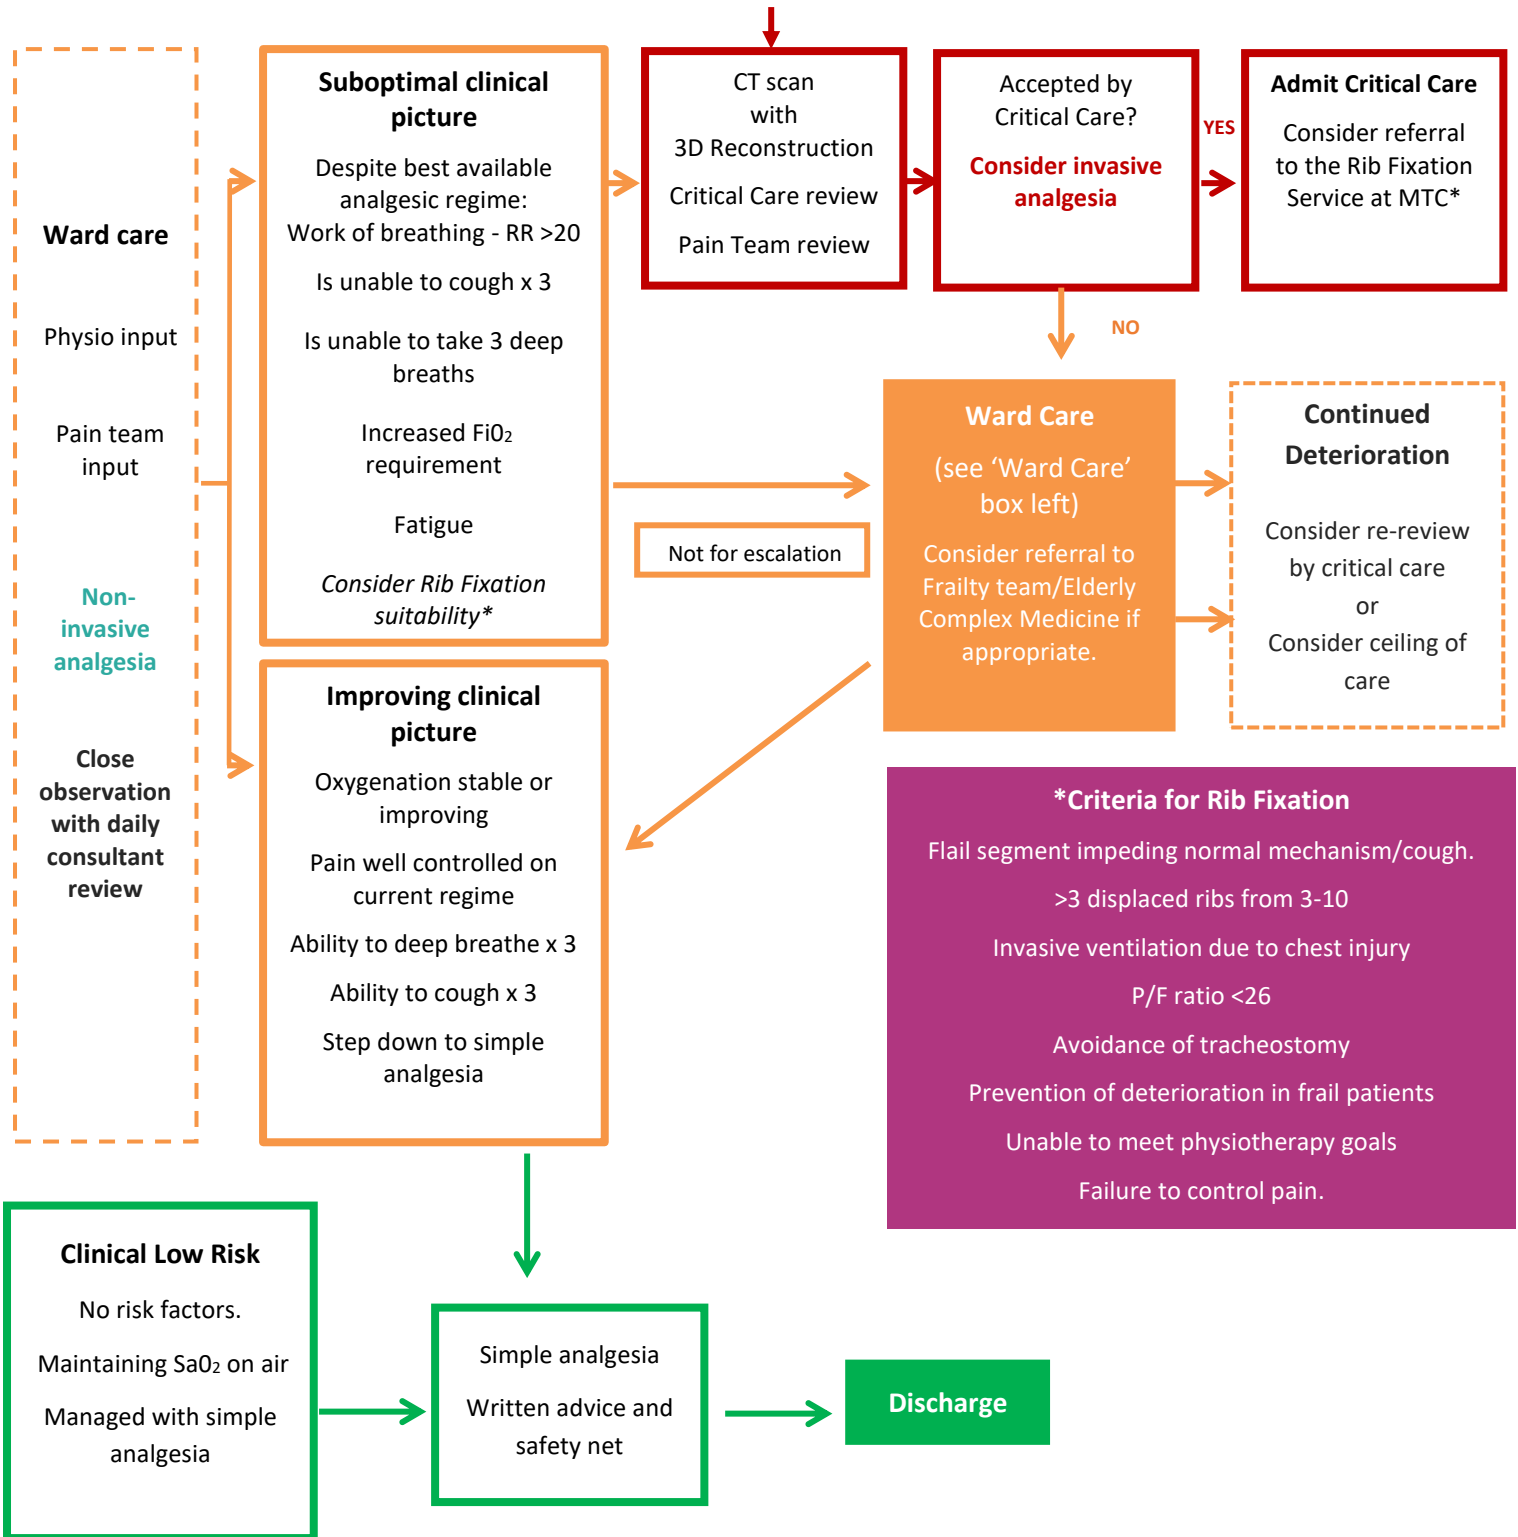 Ward care
Physio input
Pain team
input
Non-
invasive
analgesia
Close
observation
with daily
consultant
review
Suboptimal clinical
picture
Despite best available
analgesic regime:
Work of breathing - RR >20
Is unable to cough x 3
Is unable to take 3 deep
breaths
Increased Fi0₂
requirement
Fatigue
Consider Rib Fixation
suitability*
CT scan
with
3D Reconstruction
Critical Care review
Pain Team review
Accepted by
Critical Care?
Consider invasive
analgesia
YES
Admit Critical Care
Consider referral
to the Rib Fixation
Service at MTC*
NO
Not for escalation
Ward Care
(see ‘Ward Care’
box left)
Consider referral to
Frailty team/Elderly
Complex Medicine if
appropriate.
Continued
Deterioration
Consider re-review
by critical care
or
Consider ceiling of
care
Improving clinical
picture
Oxygenation stable or
improving
Pain well controlled on
current regime
Ability to deep breathe x 3
Ability to cough x 3
Step down to simple
analgesia
*Criteria for Rib Fixation
Flail segment impeding normal mechanism/cough.
>3 displaced ribs from 3-10
Invasive ventilation due to chest injury
P/F ratio <26
Avoidance of tracheostomy
Prevention of deterioration in frail patients
Unable to meet physiotherapy goals
Failure to control pain.
Clinical Low Risk
No risk factors.
Maintaining Sa0₂ on air
Managed with simple
analgesia
Simple analgesia
Written advice and
safety net
Discharge